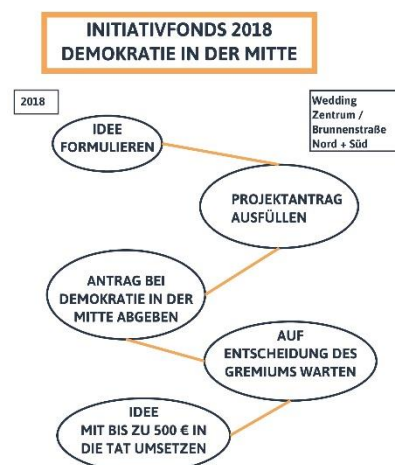 INITIATIVFONDS 2018
DEMOKRATIE IN DER MITTE
2018
Wedding
Zentrum /
Brunnenstraße
Nord + Süd
IDEE
FORMULIEREN
PROJEKTANTRAG
AUSFÜLLEN
ANTRAG BEI
DEMOKRATIE IN DER
MITTE ABGEBEN
AUF
ENTSCHEIDUNG DES
GREMIUMS WARTEN
IDEE
MIT BIS ZU 500 € IN
DIE TAT UMSETZEN